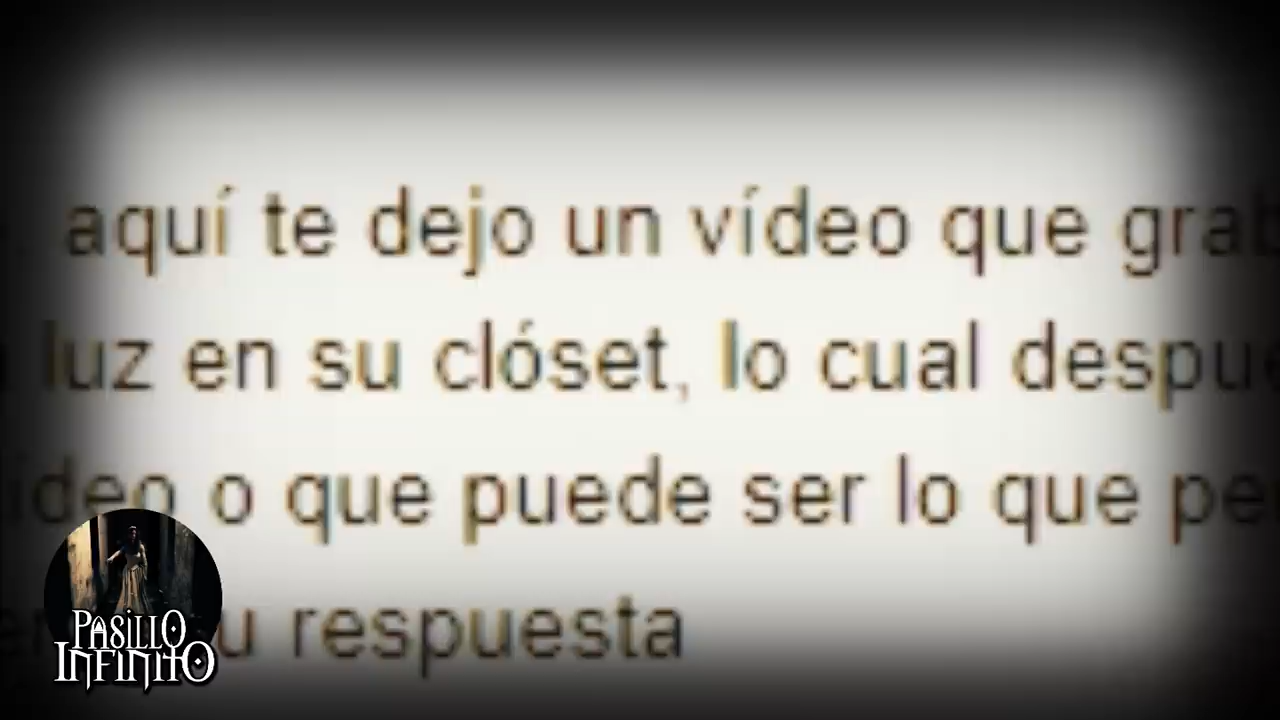 aquí te dejo un vídeo que
luz en su clóset, lo cual
o que puede ser lo que
respuesta
PASILLO
INFINITO